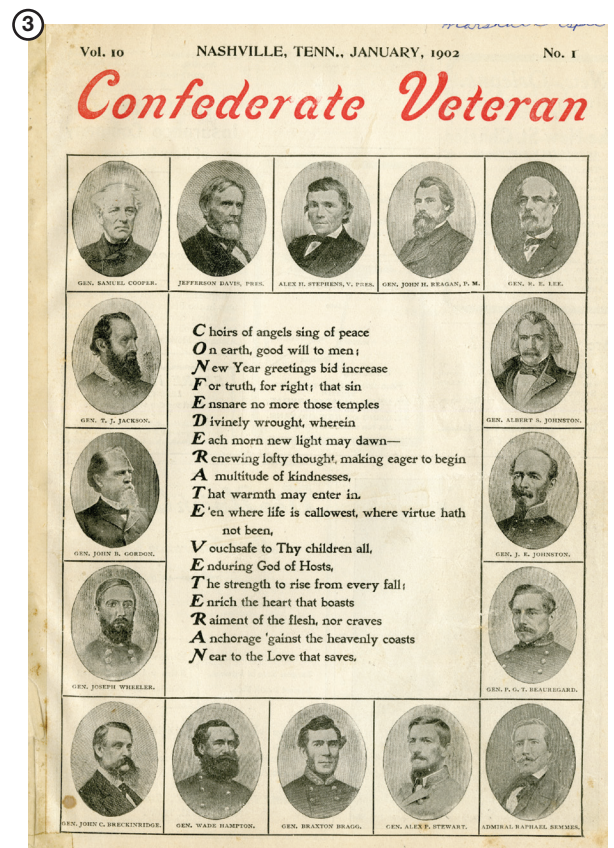 3
Vol. 10 NASHVILLE, TENN., JANUARY, 1902 No. 1
Confederate Veteran
GEN. SAMUEL COOPER. JEFFERSON DAVIS, PRES. ALEX H. STEPHENS, V. PRES. GEN. JOHN H. REAGAN, P. M. GEN. R. E. LEE.
Choirs of angels sing of peace
On earth, good will to men;
New Year greetings bid increase
For truth, for right; that sin
Ensnare no more those temples
Divinely wrought, wherein
Each morn new light may dawn—
Renewing lofty thought, making eager to begin
A multitude of kindnesses,
That warmth may enter in,
E'en where life is callowest, where virtue hath
not been,
Vouchsafe to Thy children all,
Enduring God of Hosts,
The strength to rise from every fall;
Enrich the heart that boasts
Raiment of the flesh, nor craves
Anchorage 'gainst the heavenly coasts
Near to the Love that saves.
GEN. T. J. JACKSON.
GEN. ALBERT S. JOHNSTON.
GEN. JOHN B. GORDON.
GEN. J. E. JOHNSTON.
GEN. JOSEPH WHEELER.
GEN. P. G. T. BEAUREGARD.
GEN. JOHN C. BRECKINRIDGE. GEN. WADE HAMPTON. GEN. BRAXTON BRAGG. GEN. ALEX P. STEWART. ADMIRAL RAPHAEL SEMMES.